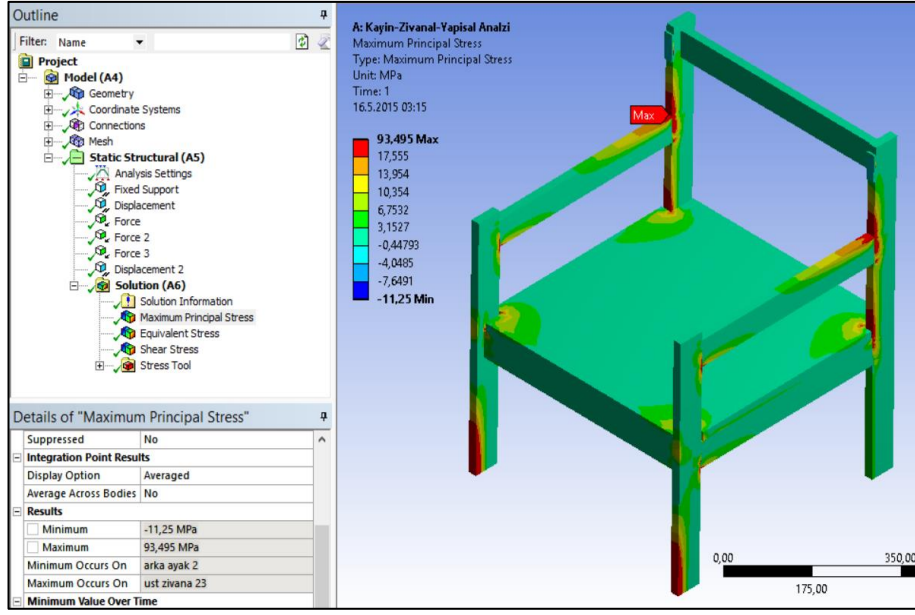 Outline
Filter: Name
Project
Model (A4)
Geometry
Coordinate Systems
Connections
Mesh
Static Structural (A5)
Analysis Settings
Fixed Support
Displacement
Force
Force 2
Force 3
Displacement 2
Solution (A6)
Solution Information
Maximum Principal Stress
Equivalent Stress
Shear Stress
Stress Tool
Details of "Maximum Principal Stress"
Suppressed No
Integration Point Results
Display Option Averaged
Average Across Bodies No
Results
Minimum -11,25 MPa
Maximum 93,495 MPa
Minimum Occurs On arka ayak 2
Maximum Occurs On ust zivana 23
Minimum Value Over Time
A: Kayin-Zivanal-Yapisal Analzi
Maximum Principal Stress
Type: Maximum Principal Stress
Unit: MPa
Time: 1
16.5.2015 03:15
93,495 Max
17,555
13,954
10,354
6,7532
3,1527
-0,44793
-4,0485
-7,6491
-11,25 Min
Max
0,00 350,00
175,00